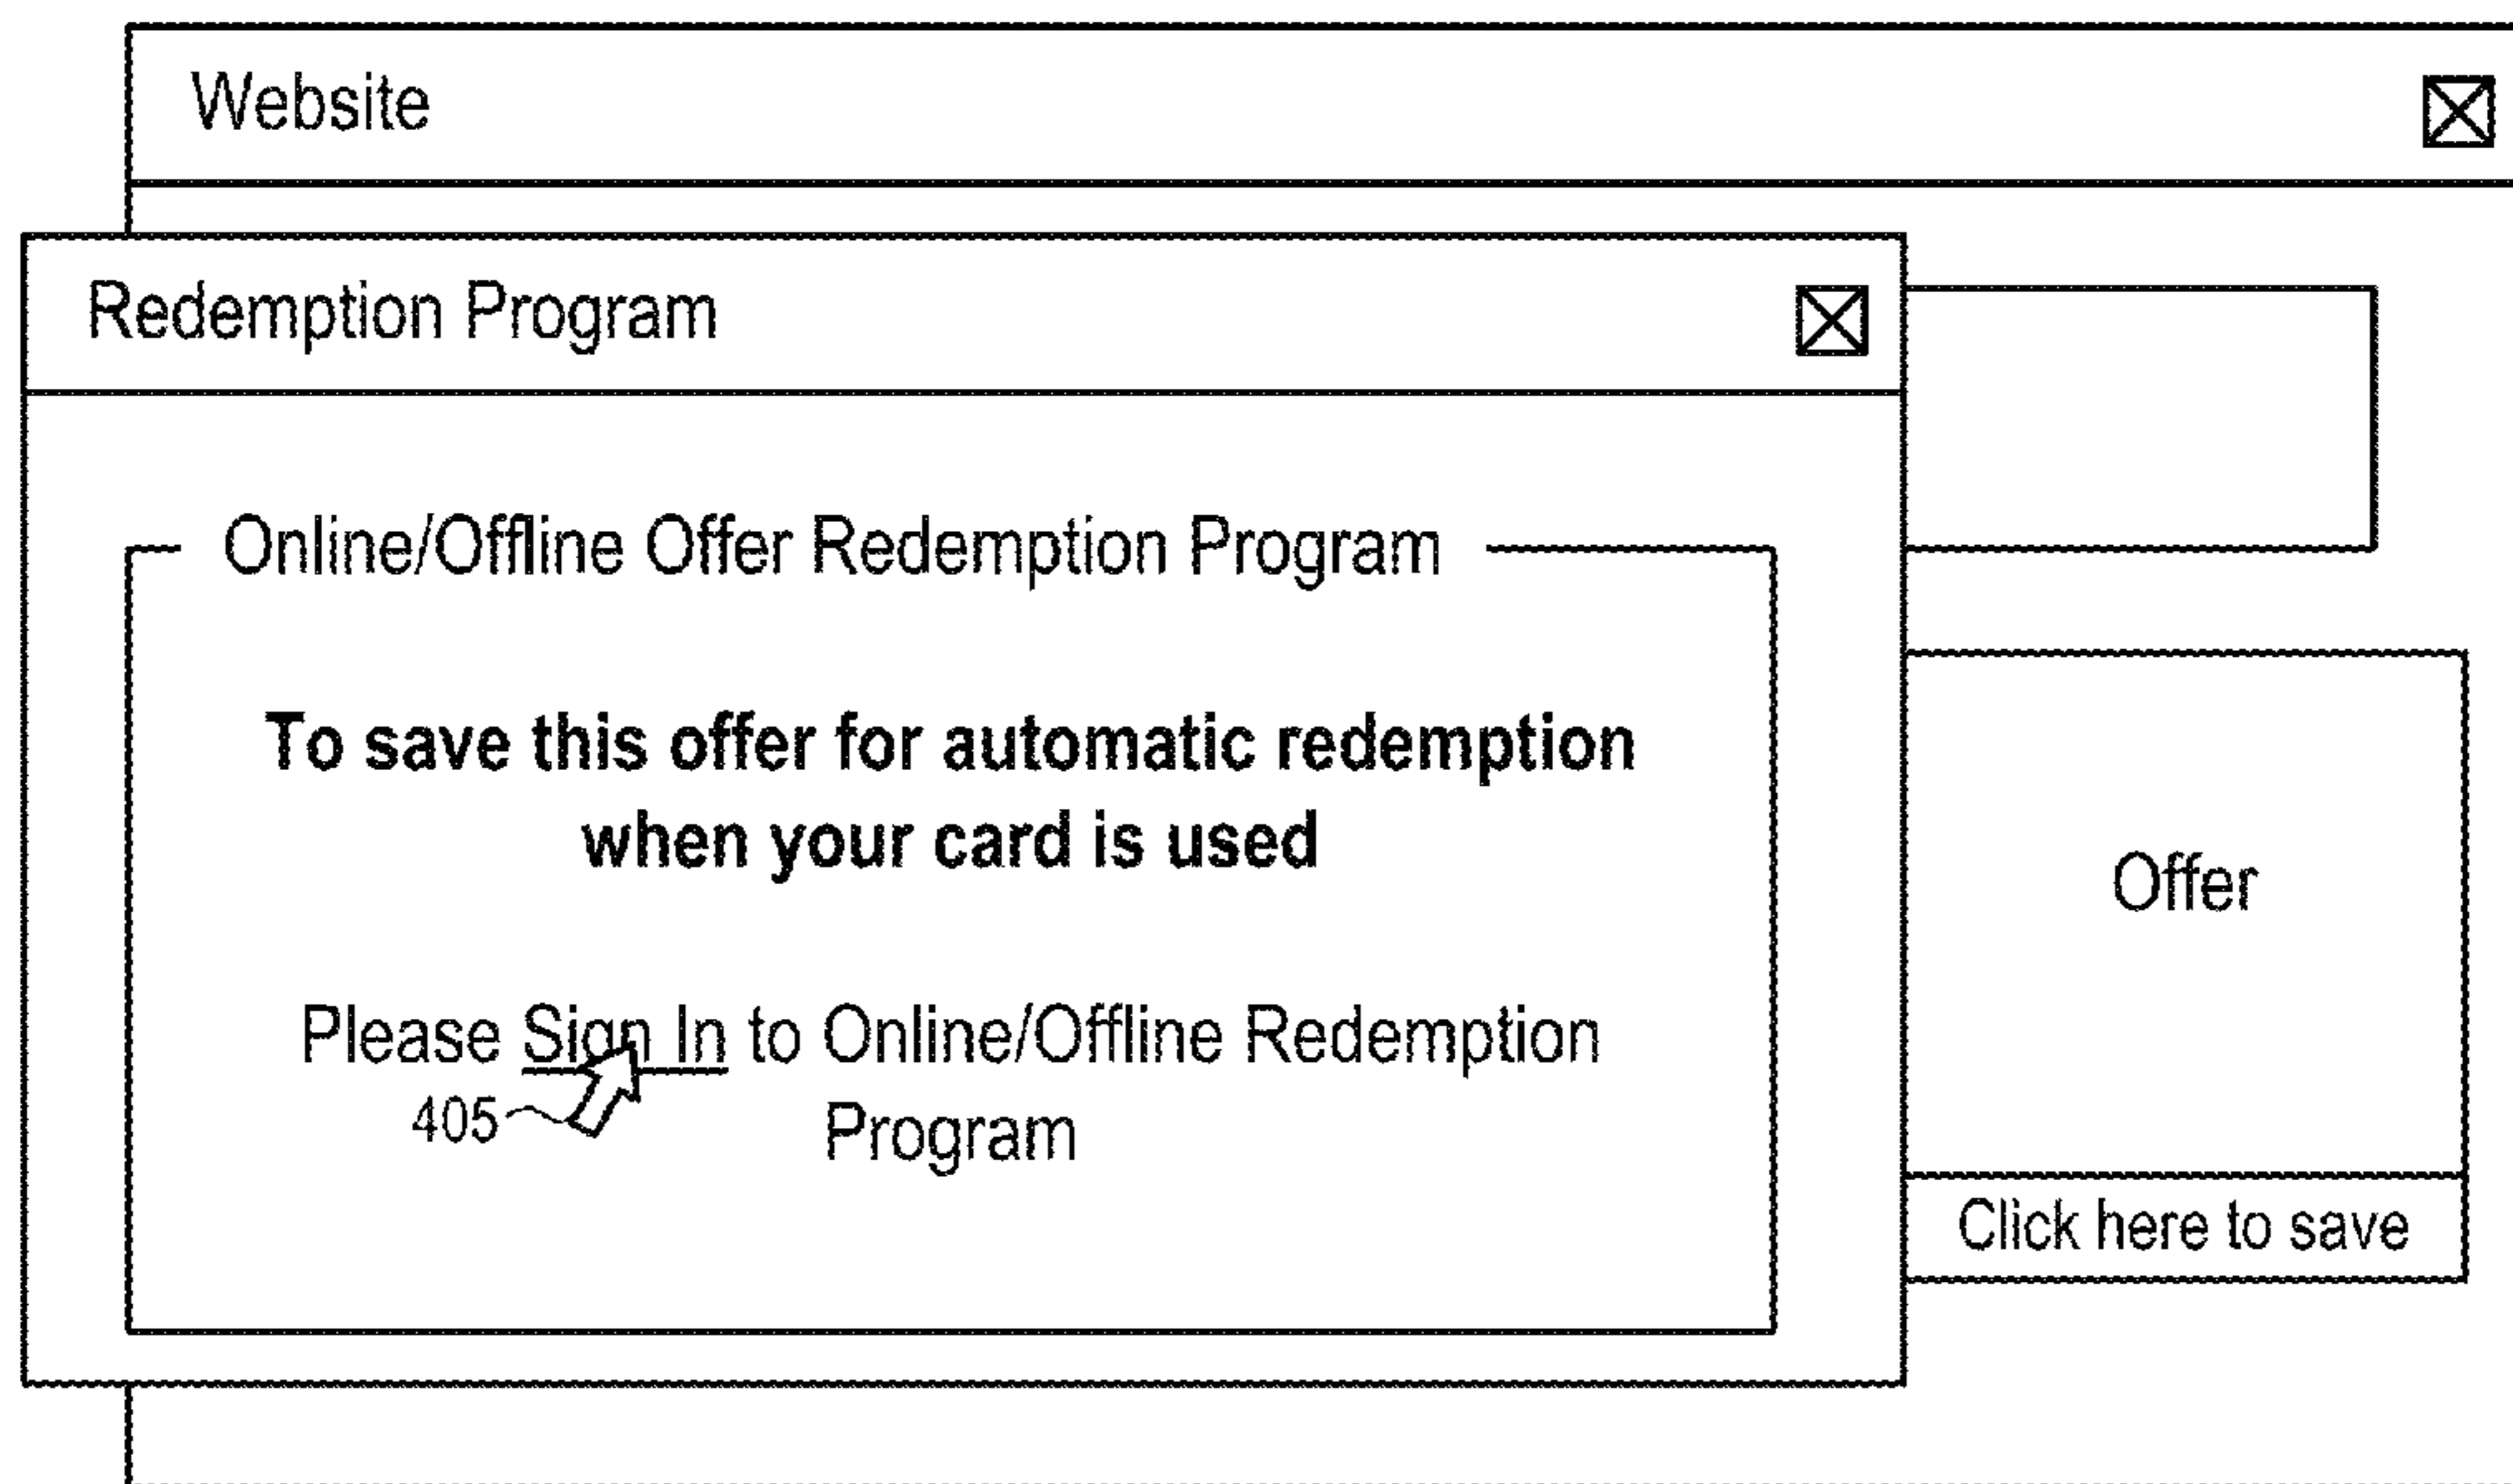 Website
Redemption Program
Online/Offline Offer Redemption Program
To save this offer for automatic redemption
when your card is used
Please Sign In to Online/Offline Redemption
405
Program
Offer
Click here to save